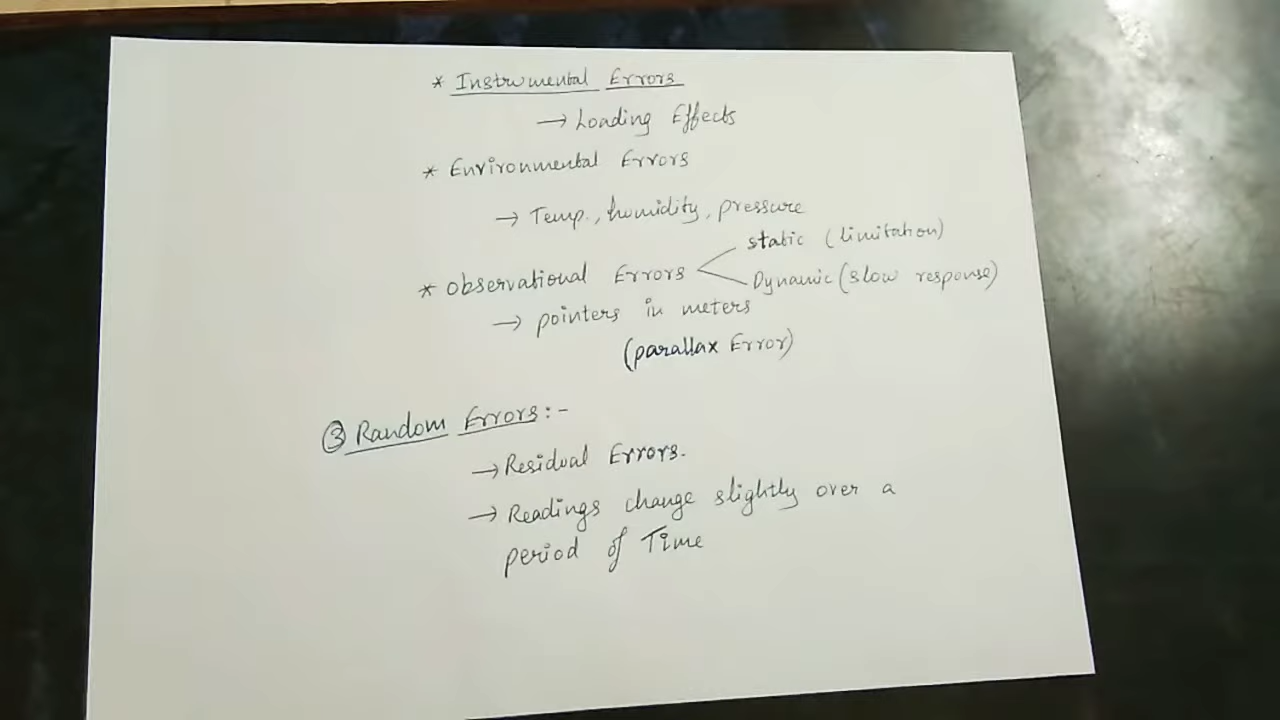 * Instrumental Errors
→ Loading Effects
* Environmental Errors
→ Temp., humidity, pressure
static (limitation)
* Observational Errors
Dynamic (slow response)
→ pointers in meters
(parallax Error)
③ Random Errors:-
→ Residual Errors.
→ Readings change slightly over a
period of Time